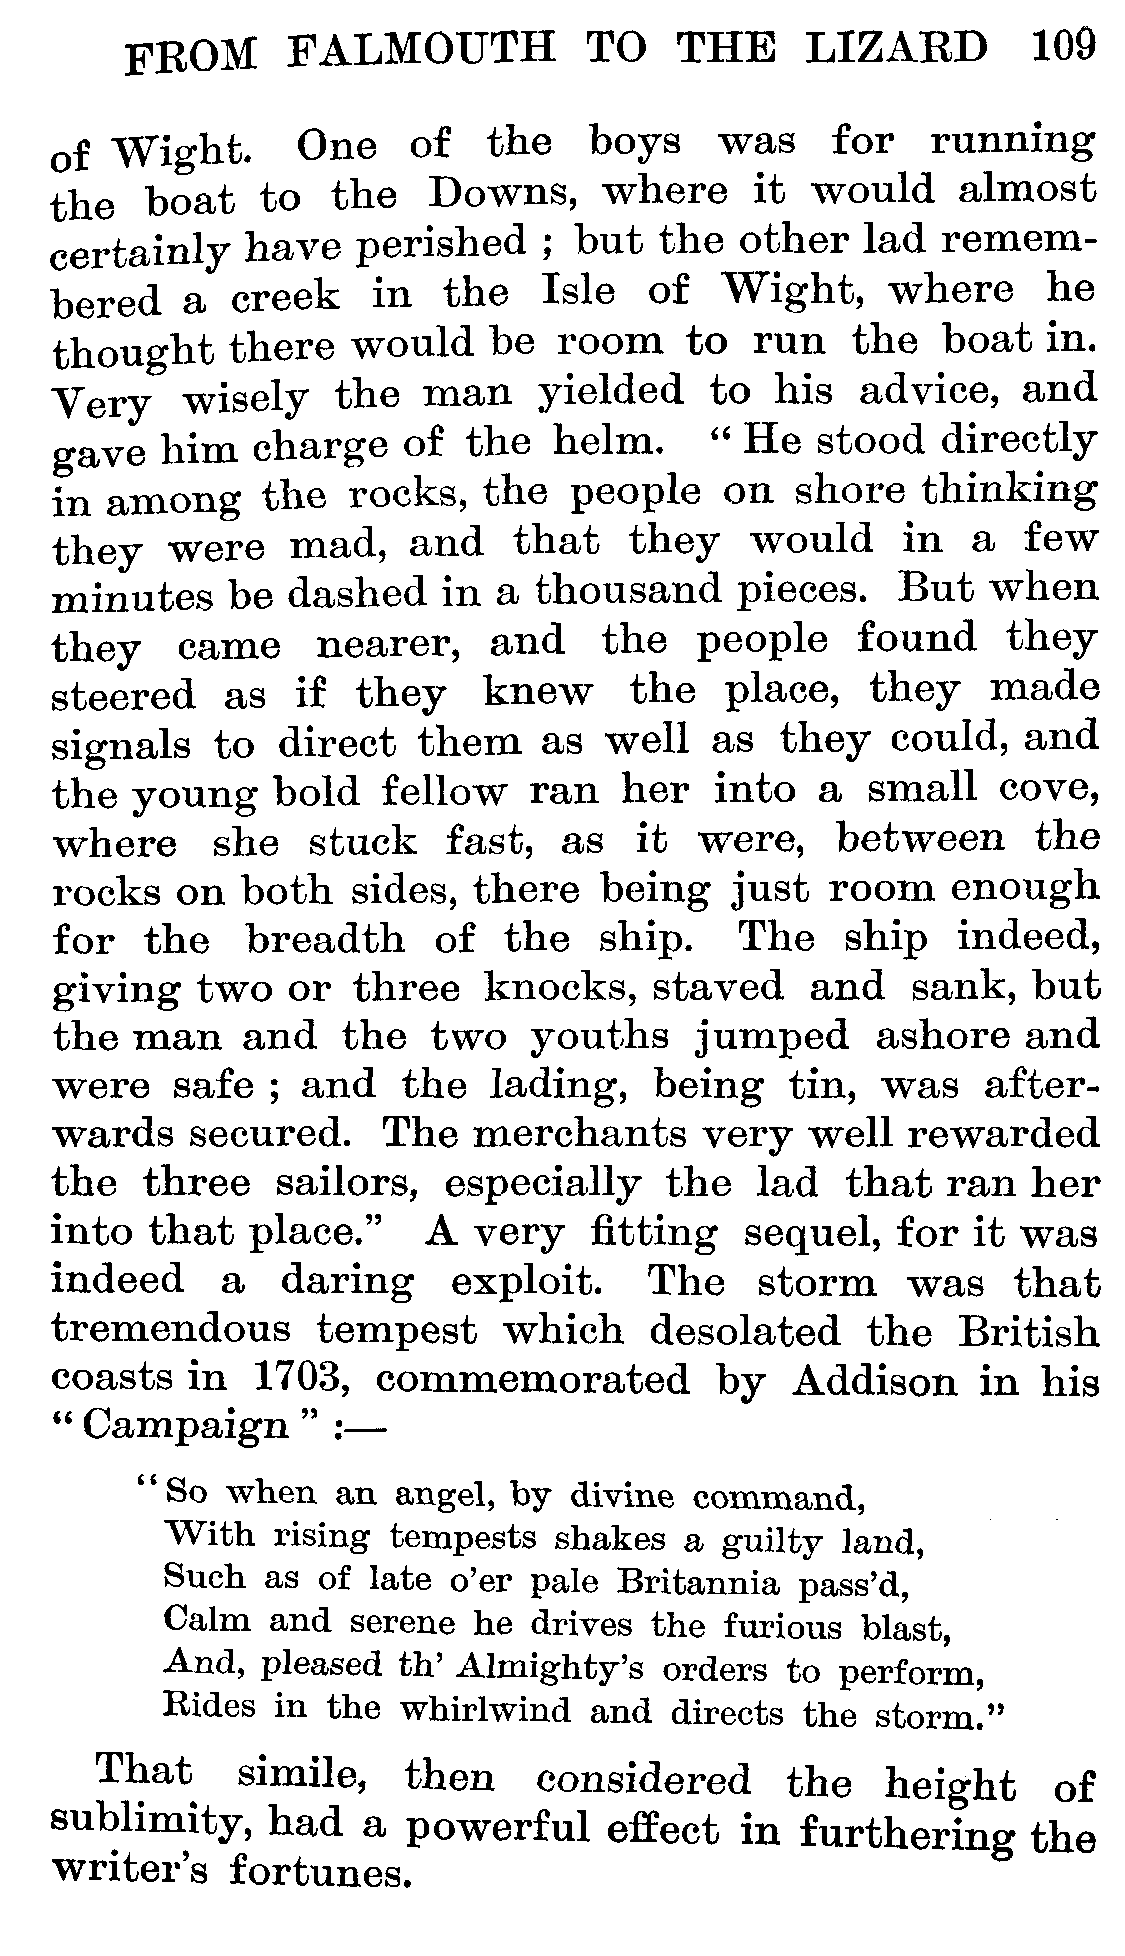 FROM FALMOUTH TO THE LIZARD 109
of Wight. One of the boys was for running
the boat to the Downs, where it would almost
certainly have perished ; but the other lad remem-
bered a creek in the Isle of Wight, where he
thought there would be room to run the boat in.
Very wisely the man yielded to his advice, and
gave him charge of the helm. “ He stood directly
in among the rocks, the people on shore thinking
they were mad, and that they would in a few
minutes be dashed in a thousand pieces. But when
they came nearer, and the people found they
steered as if they knew the place, they made
signals to direct them as well as they could, and
the young bold fellow ran her into a small cove,
where she stuck fast, as it were, between the
rocks on both sides, there being just room enough
for the breadth of the ship. The ship indeed,
giving two or three knocks, staved and sank, but
the man and the two youths jumped ashore and
were safe ; and the lading, being tin, was after-
wards secured. The merchants very well rewarded
the three sailors, especially the lad that ran her
into that place.” A very fitting sequel, for it was
indeed a daring exploit. The storm was that
tremendous tempest which desolated the British
coasts in 1703, commemorated by Addison in his
“ Campaign ” :—
“ So when an angel, by divine command,
With rising tempests shakes a guilty land,
Such as of late o’er pale Britannia pass’d,
Calm and serene he drives the furious blast,
And, pleased th’ Almighty’s orders to perform,
Rides in the whirlwind and directs the storm.”
That simile, then considered the height of
sublimity, had a powerful effect in furthering the
writer’s fortunes.